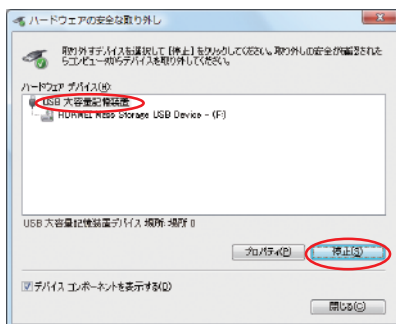 ハードウェアの安全な取り外し
取り外すデバイスを選択して [停止] をクリックしてください。取り外しの安全が確認された
らコンピューターからデバイスを取り外してください。
ハードウェア デバイス(H):
USB 大容量記憶装置
HUAWEI Mass Storage USB Device - (F:)
USB 大容量記憶装置デバイス 場所: 場所 0
プロパティ(P)
停止(S)
デバイス コンポーネントを表示する(D)
閉じる(C)